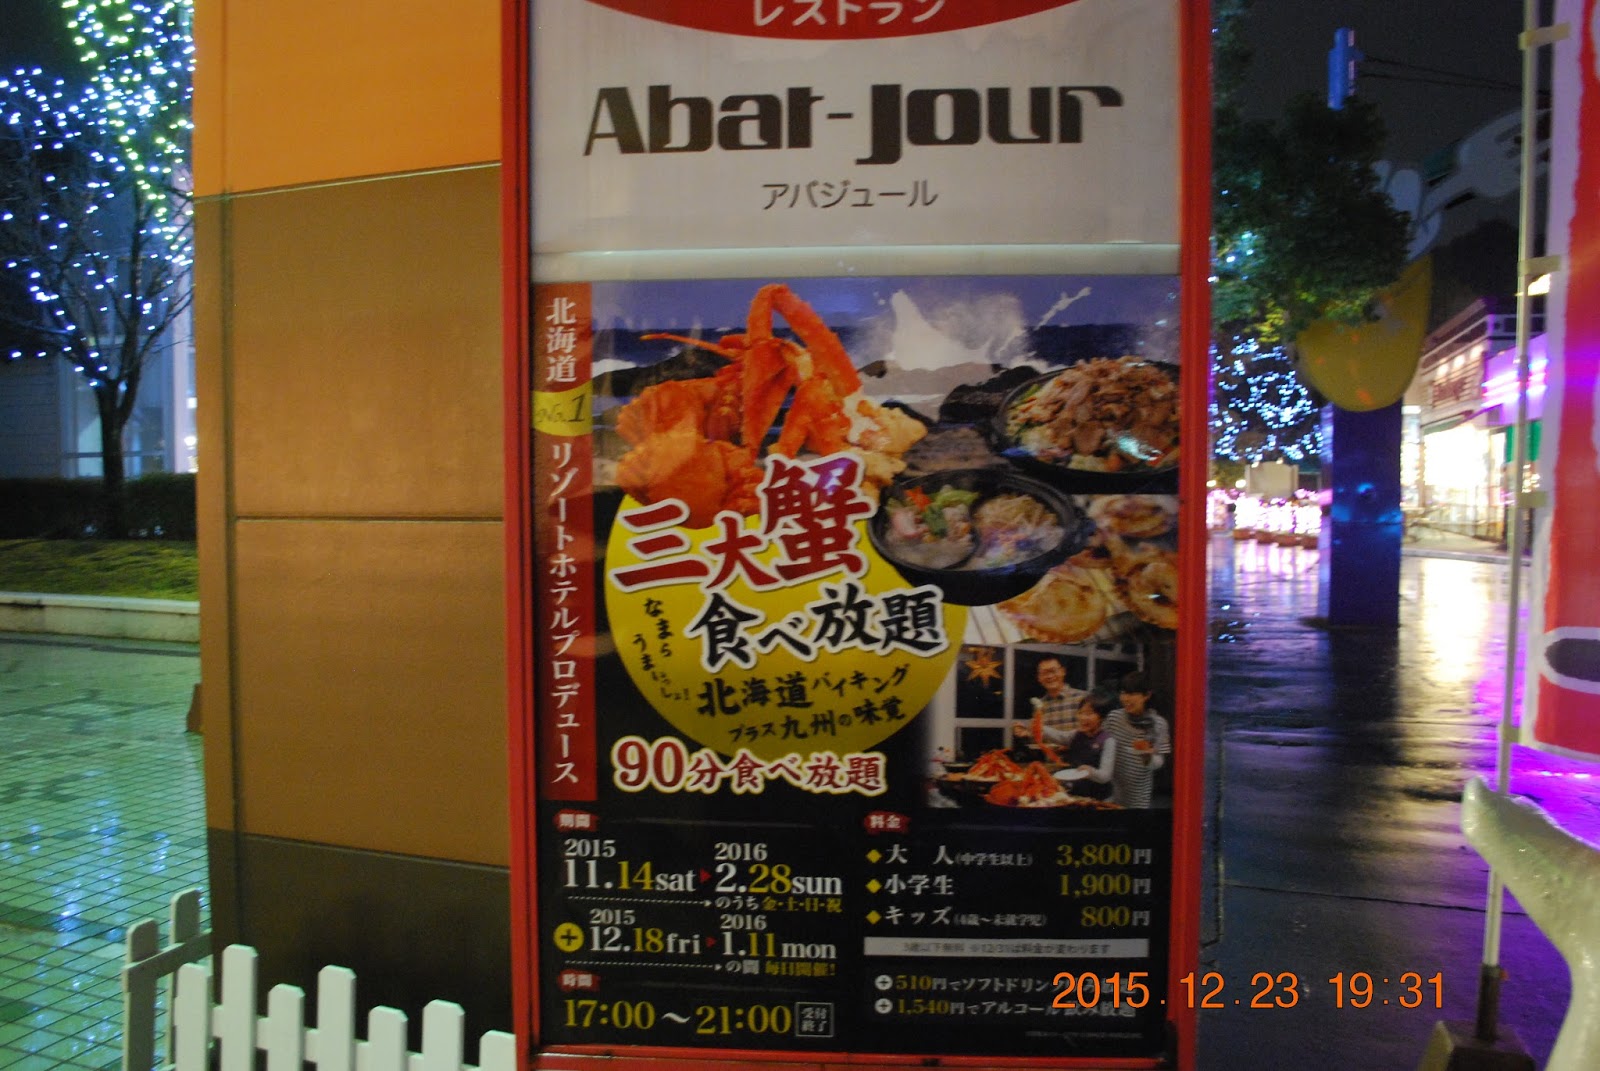 レストラン
Abat-Jour
アバジュール
北海道
No.1
リゾートホテルプロデュース
三大蟹
食べ放題
なまら
うまいっしょ!
北海道バイキング
プラス九州の味覚
90分食べ放題
期間
2015 2016
11.14sat 2.28sun
のうち金・土・日・祝
2015 2016
+12.18fri 1.11mon
の間 毎日開催!
時間
17:00～21:00 受付終了
料金
◆大 人(中学生以上) 3,800円
◆小学生 1,900円
◆キッズ(4歳～未就学児) 800円
3歳以下無料 ※12/31は料金が変わります
+510円でソフトドリンク
+1,540円でアルコール飲み放題
2015.12.23 19:31